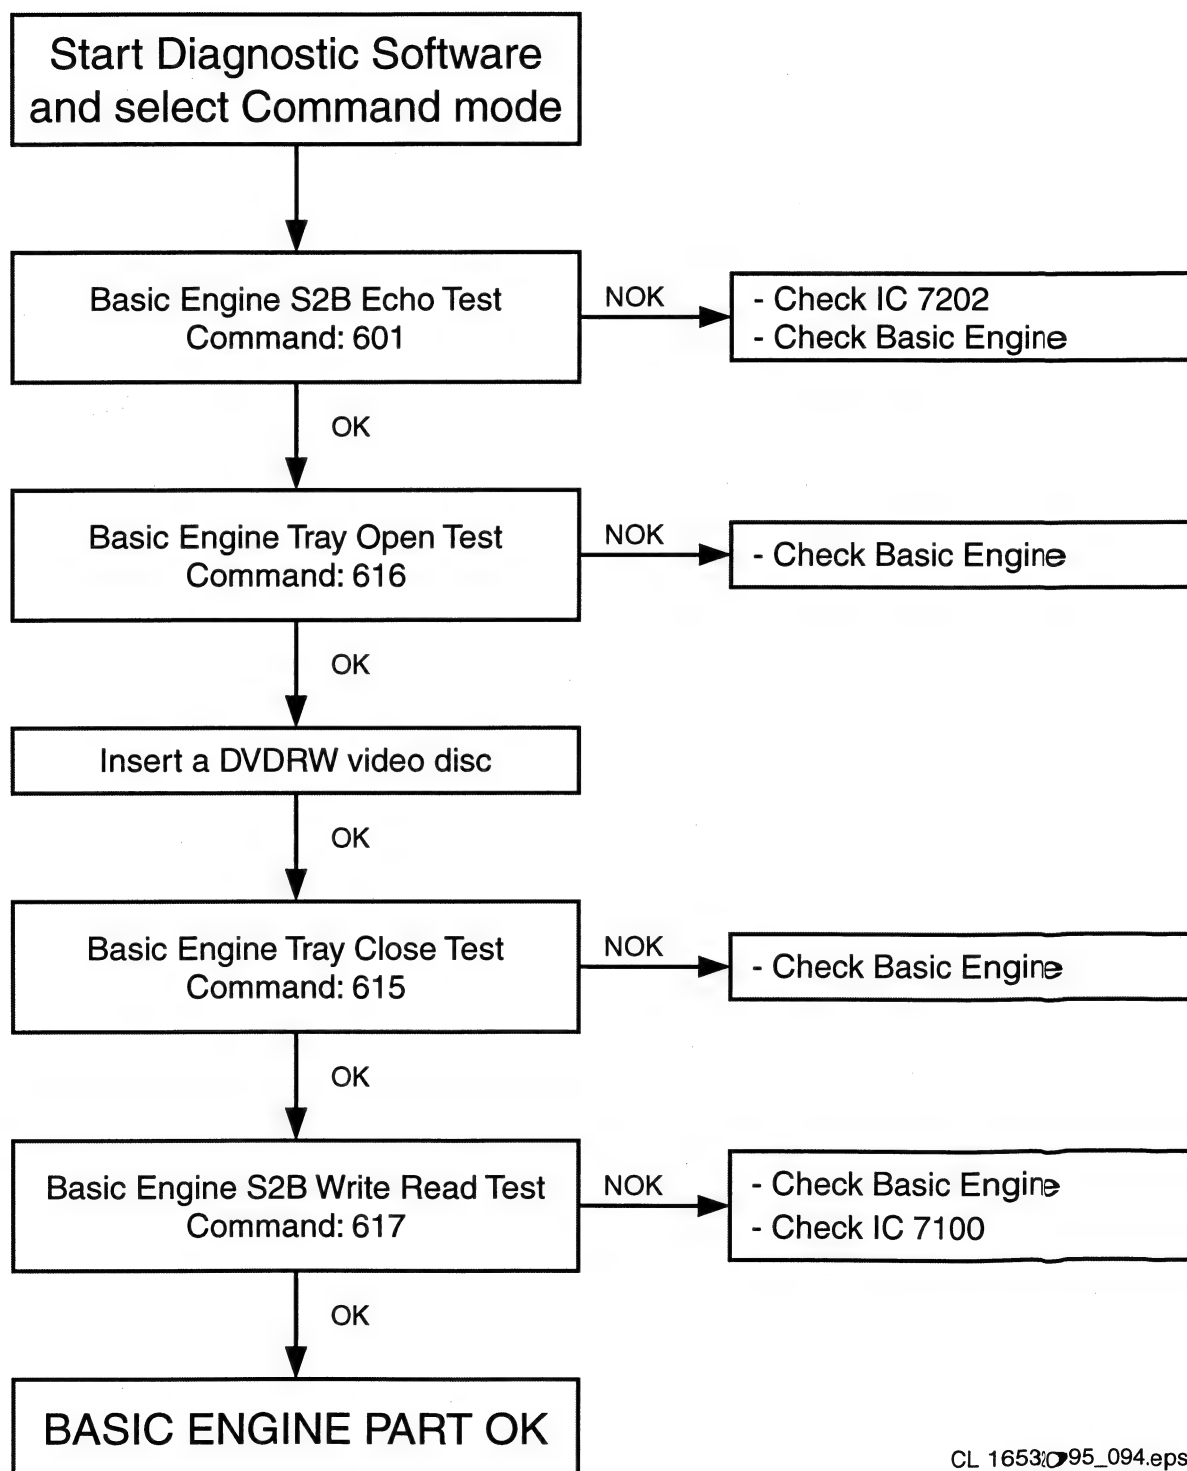 Start Diagnostic Software
and select Command mode
Basic Engine S2B Echo Test
Command: 601
NOK
- Check IC 7202
- Check Basic Engine
OK
Basic Engine Tray Open Test
Command: 616
NOK
- Check Basic Engine
OK
Insert a DVDRW video disc
OK
Basic Engine Tray Close Test
Command: 615
NOK
- Check Basic Engine
OK
Basic Engine S2B Write Read Test
Command: 617
NOK
- Check Basic Engine
- Check IC 7100
OK
BASIC ENGINE PART OK
CL